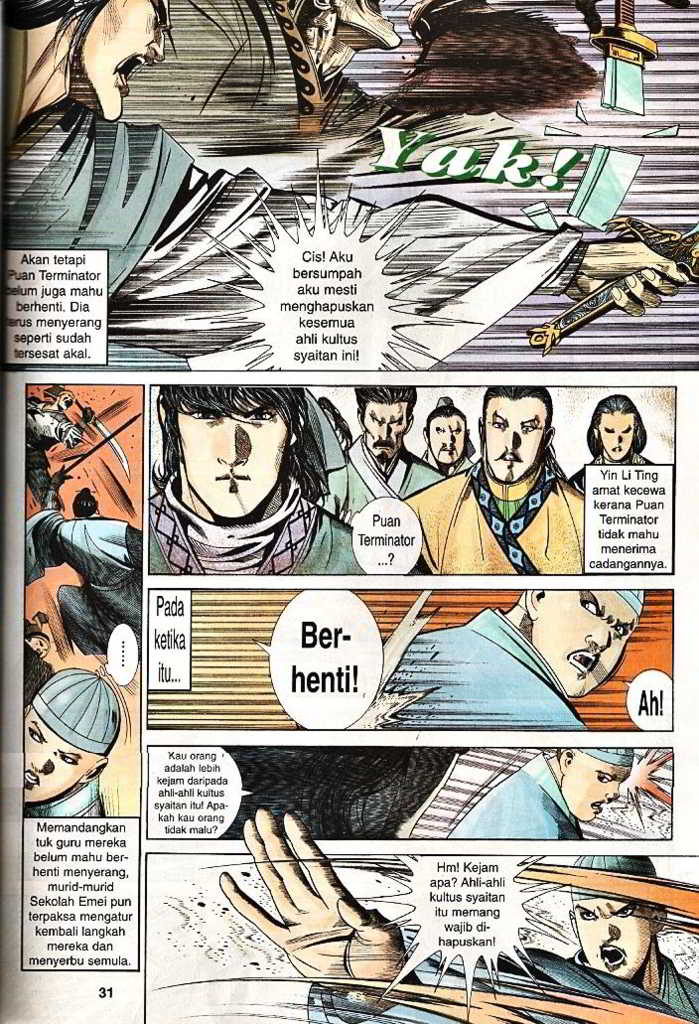 Yak!
Akan tetapi
Puan Terminator
belum juga mahu
berhenti. Dia
terus menyerang
seperti sudah
tersesat akal.
Cis! Aku
bersumpah
aku mesti
menghapuskan
kesemua
ahli kultus
syaitan ini!
Puan
Terminator
...?
Yin Li Ting
amat kecewa
kerana Puan
Terminator
tidak mahu
menerima
cadangannya.
Pada
ketika
itu...
Ber-
henti!
Ah!
......
Memandangkan
tuk guru mereka
belum mahu ber-
henti menyerang,
murid-murid
Sekolah Emei pun
terpaksa mengatur
kembali langkah
mereka dan
menyerbu semula.
Kau orang
adalah lebih
kejam daripada
ahli-ahli kultus
syaitan itu! Apa-
kah kau orang
tidak malu?
Hm! Kejam
apa? Ahli-ahli
kultus syaitan
itu memang
wajib di-
hapuskan!
31